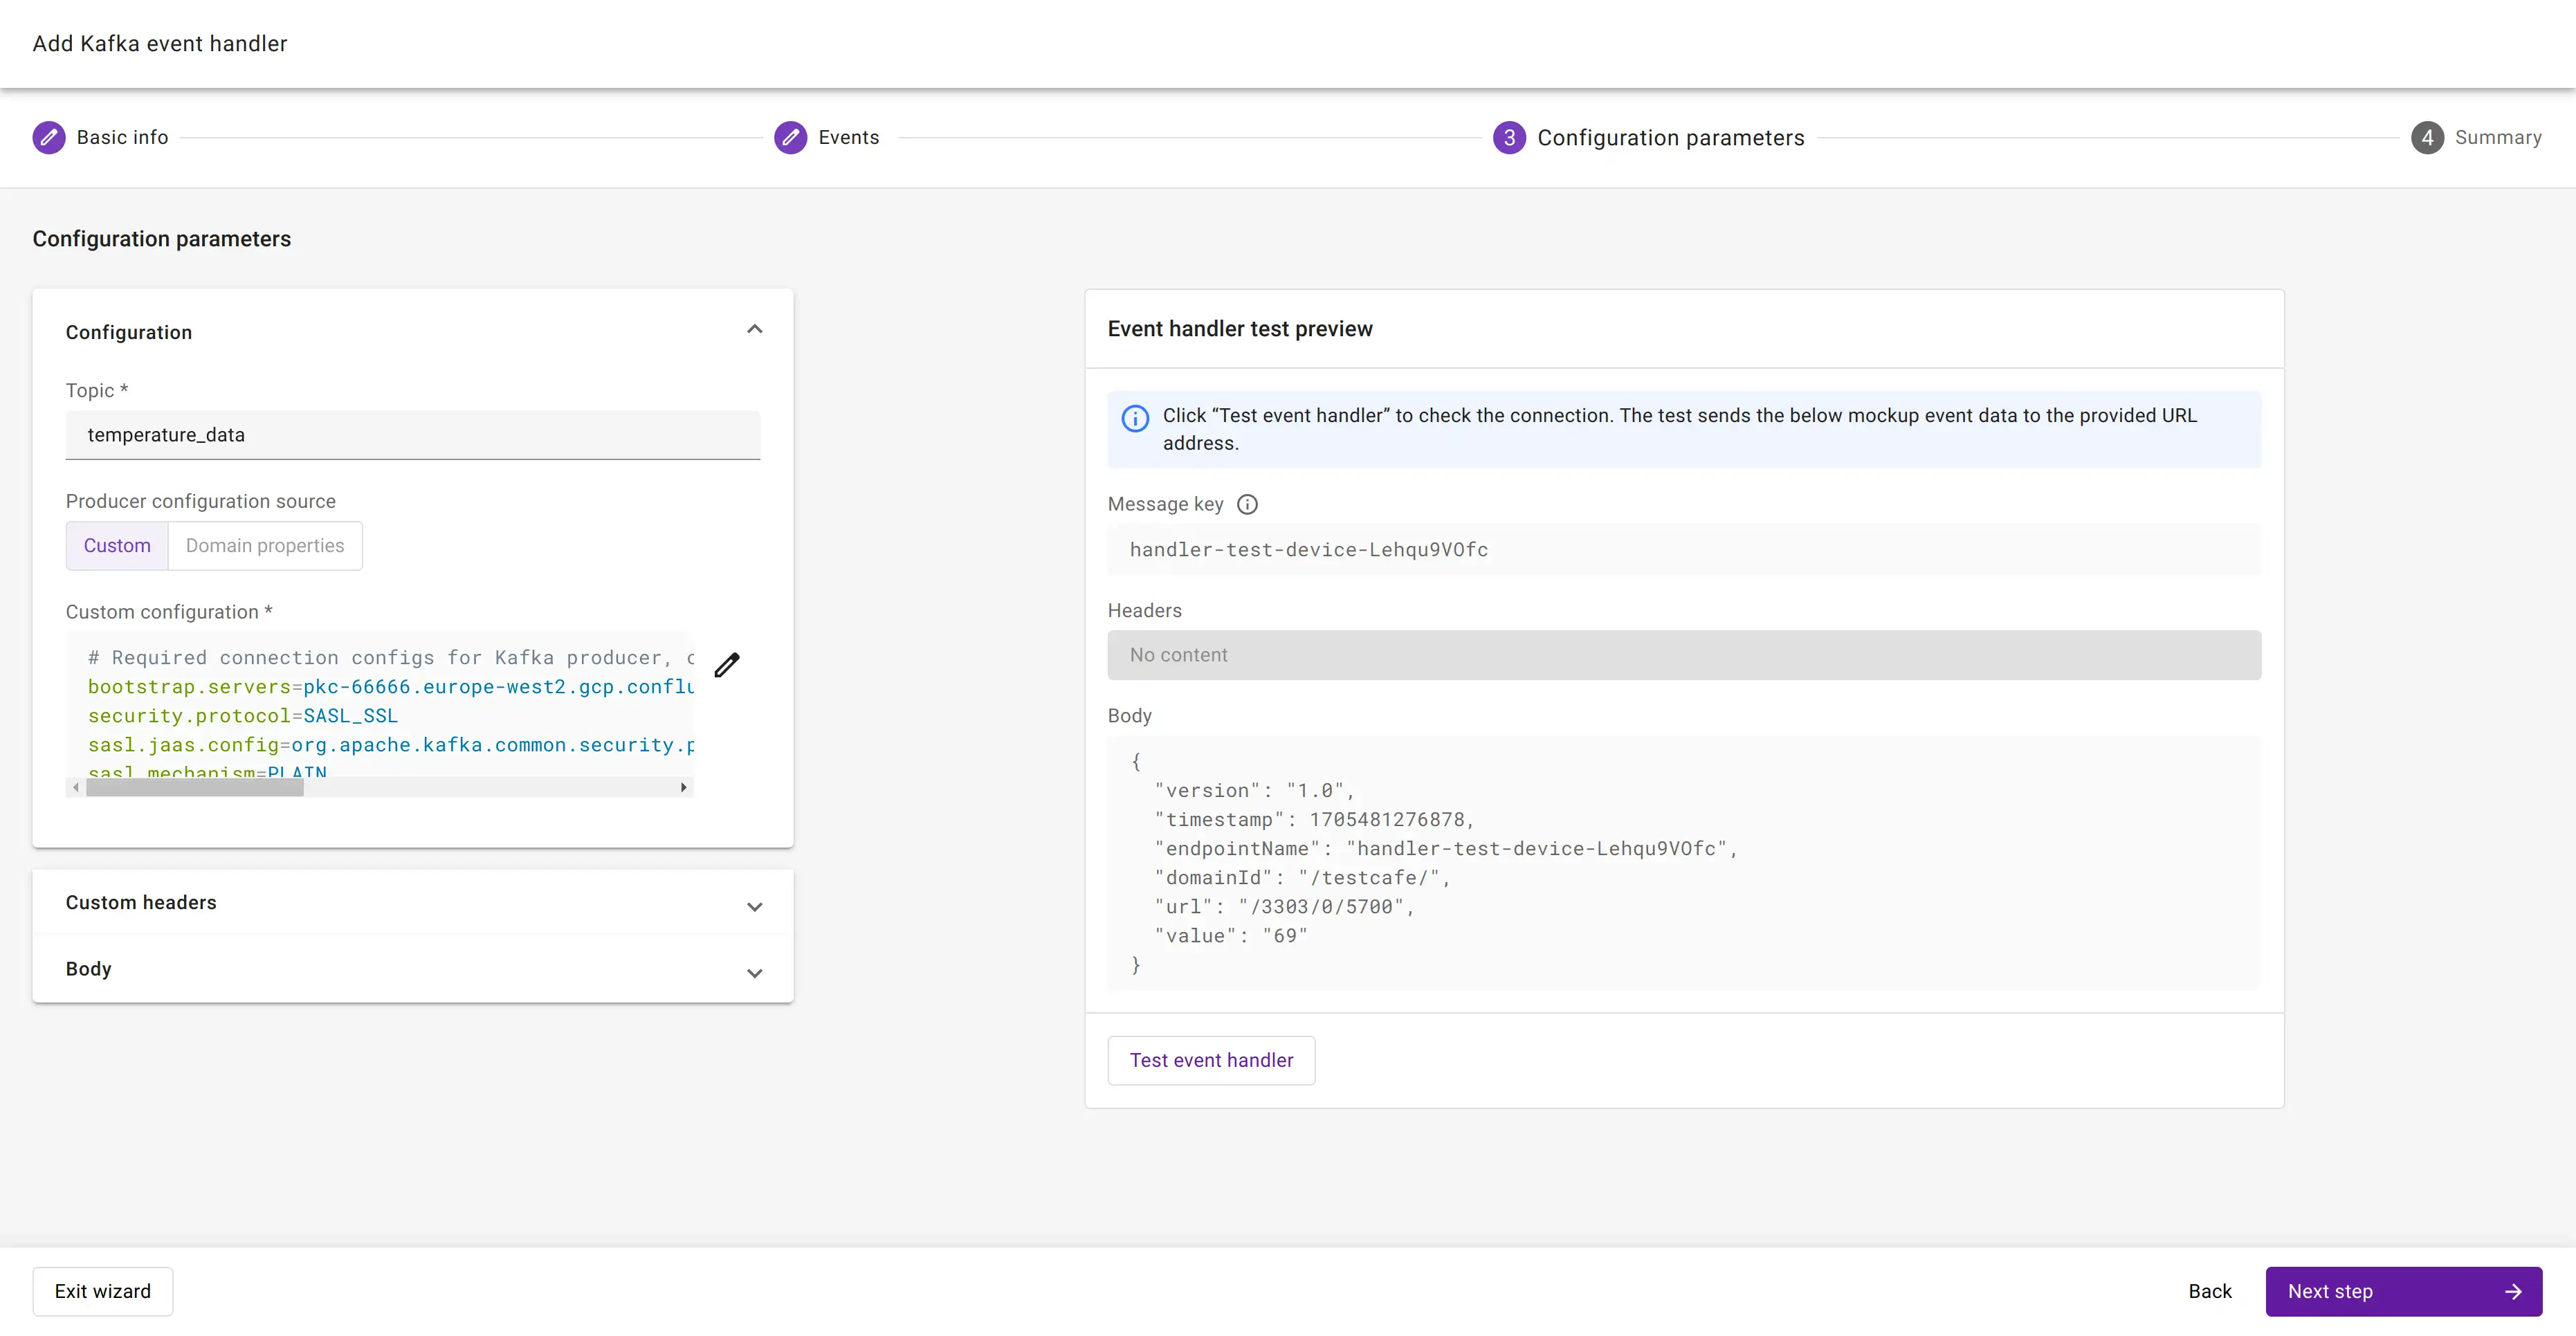 Add Kafka event handler
Basic info
Events
3 Configuration parameters
4 Summary
Configuration parameters
Configuration
Topic *
temperature_data
Producer configuration source
Custom
Domain properties
Custom configuration *
# Required connection configs for Kafka producer, c
bootstrap.servers=pkc-66666.europe-west2.gcp.conflu
security.protocol=SASL_SSL
sasl.jaas.config=org.apache.kafka.common.security.p
sasl.mechanism=PLAIN
Custom headers
Body
Event handler test preview
Click “Test event handler” to check the connection. The test sends the below mockup event data to the provided URL
address.
Message key
handler-test-device-Lehqu9VOfc
Headers
No content
Body
{
"version": "1.0",
"timestamp": 1705481276878,
"endpointName": "handler-test-device-Lehqu9VOfc",
"domainId": "/testcafe/",
"url": "/3303/0/5700",
"value": "69"
}
Test event handler
Exit wizard
Back
Next step